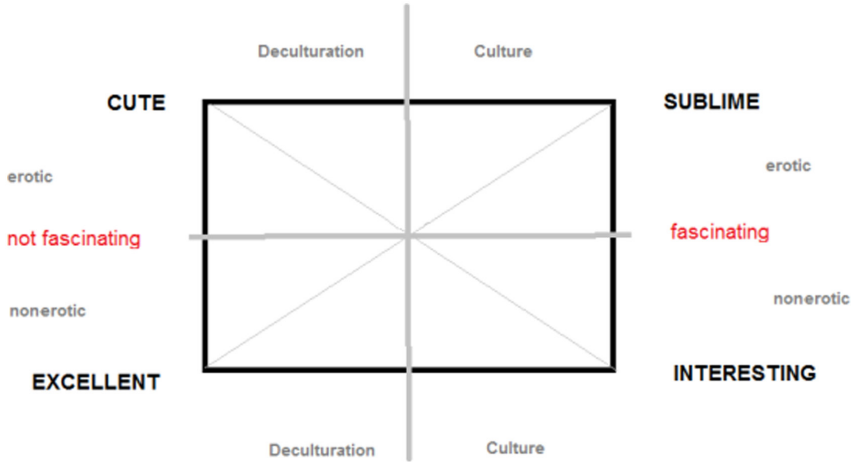 Deculturation
Culture
CUTE
SUBLIME
erotic
erotic
not fascinating
fascinating
nonerotic
nonerotic
EXCELLENT
INTERESTING
Deculturation
Culture